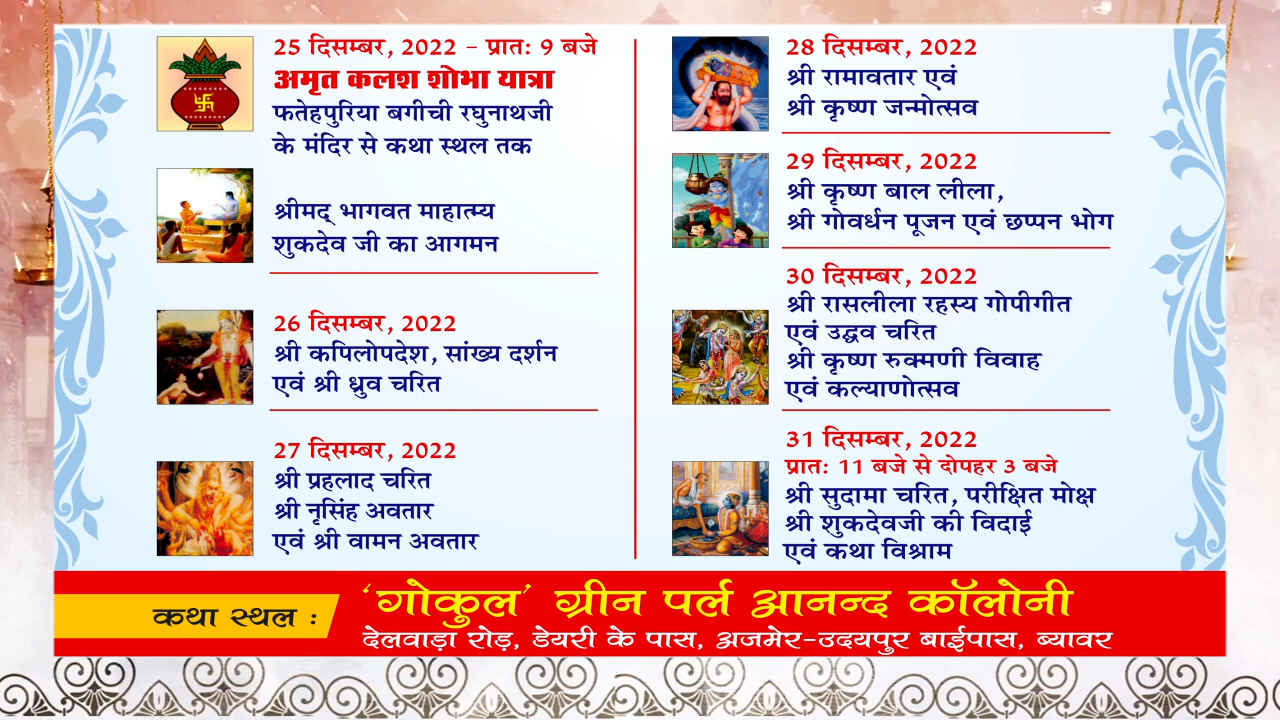 25 दिसम्बर, 2022 - प्रातः 9 बजे
अमृत कलश शोभा यात्रा
फतेहपुरिया बगीची रघुनाथजी
के मंदिर से कथा स्थल तक
श्रीमद् भागवत माहात्म्य
शुकदेव जी का आगमन
26 दिसम्बर, 2022
श्री कपिलोपदेश, सांख्य दर्शन
एवं श्री ध्रुव चरित
27 दिसम्बर, 2022
श्री प्रहलाद चरित
श्री नृसिंह अवतार
एवं श्री वामन अवतार
28 दिसम्बर, 2022
श्री रामावतार एवं
श्री कृष्ण जन्मोत्सव
29 दिसम्बर, 2022
श्री कृष्ण बाल लीला,
श्री गोवर्धन पूजन एवं छप्पन भोग
30 दिसम्बर, 2022
श्री रासलीला रहस्य गोपीगीत
एवं उद्धव चरित
श्री कृष्ण रुक्मणी विवाह
एवं कल्याणोत्सव
31 दिसम्बर, 2022
प्रातः 11 बजे से दोपहर 3 बजे
श्री सुदामा चरित, परीक्षित मोक्ष
श्री शुकदेवजी की विदाई
एवं कथा विश्राम
कथा स्थल :
‘गोकुल’ ग्रीन पर्ल आनन्द कॉलोनी
देलवाड़ा रोड़, डेयरी के पास, अजमेर-उदयपुर बाईपास, ब्यावर